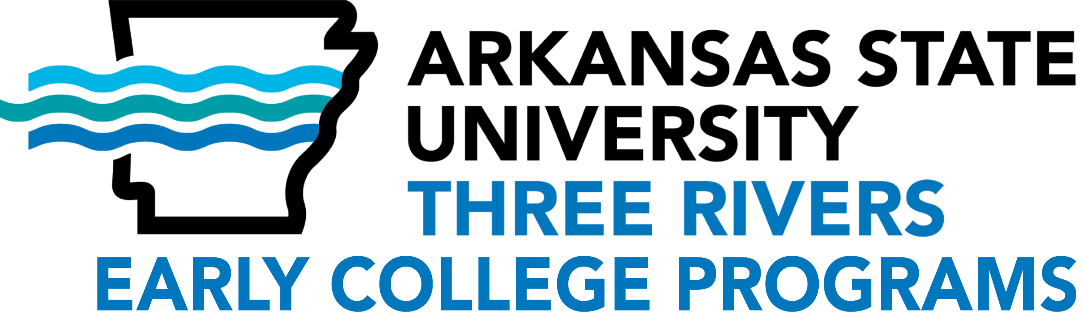 ARKANSAS STATE
UNIVERSITY
THREE RIVERS
EARLY COLLEGE PROGRAMS